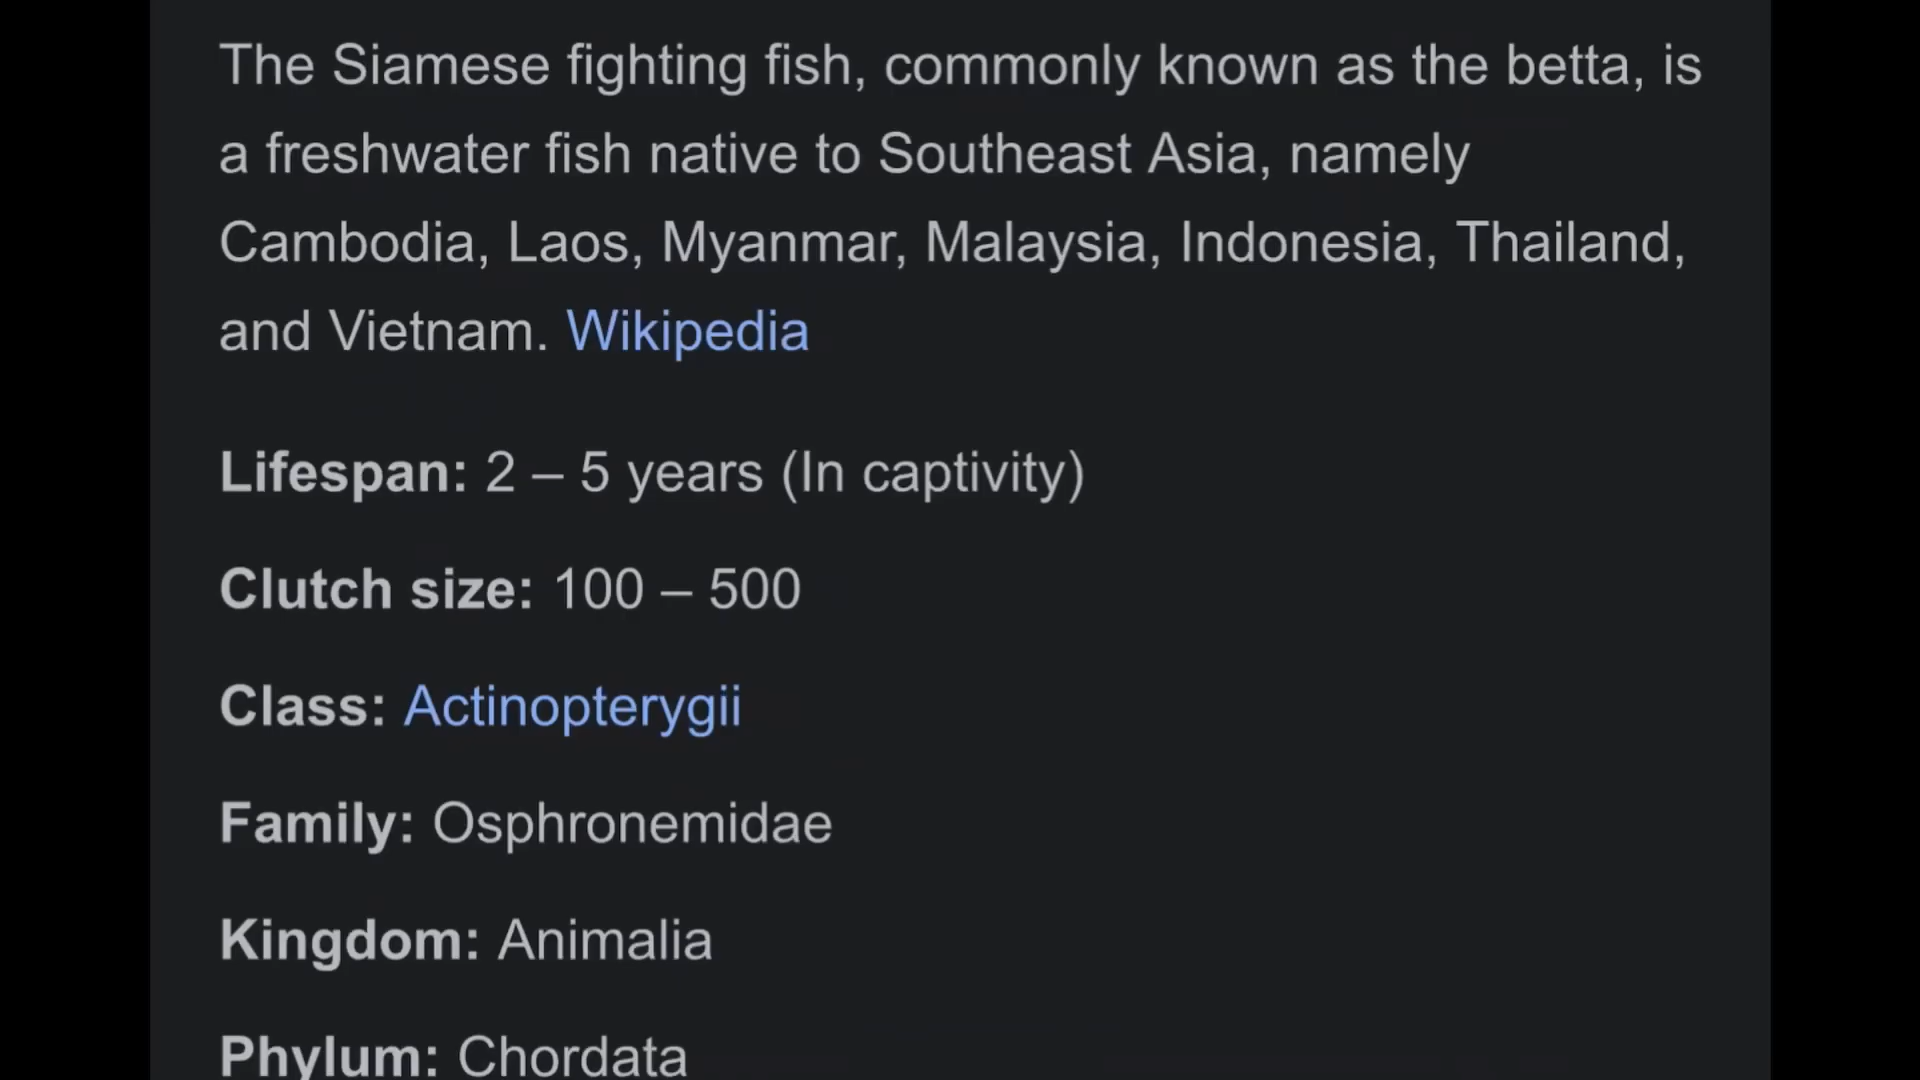 The Siamese fighting fish, commonly known as the betta, is
a freshwater fish native to Southeast Asia, namely
Cambodia, Laos, Myanmar, Malaysia, Indonesia, Thailand,
and Vietnam. Wikipedia
Lifespan: 2 – 5 years (In captivity)
Clutch size: 100 – 500
Class: Actinopterygii
Family: Osphronemidae
Kingdom: Animalia
Phylum: Chordata